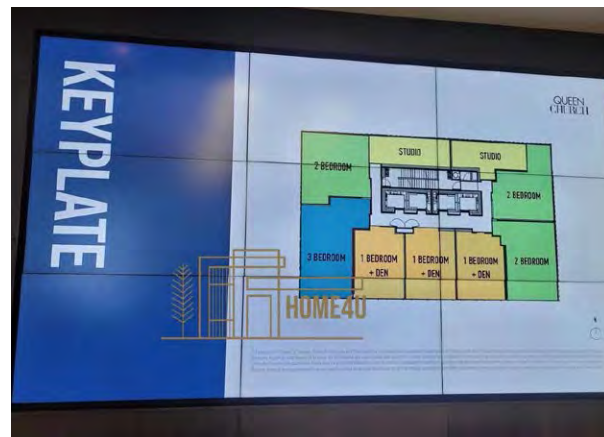 KEYPLATE
QUEEN
CHURCH
STUDIO
STUDIO
2 BEDROOM
2 BEDROOM
3 BEDROOM
1 BEDROOM
+ DEN
1 BEDROOM
+ DEN
1 BEDROOM
+ DEN
2 BEDROOM
HOME4U